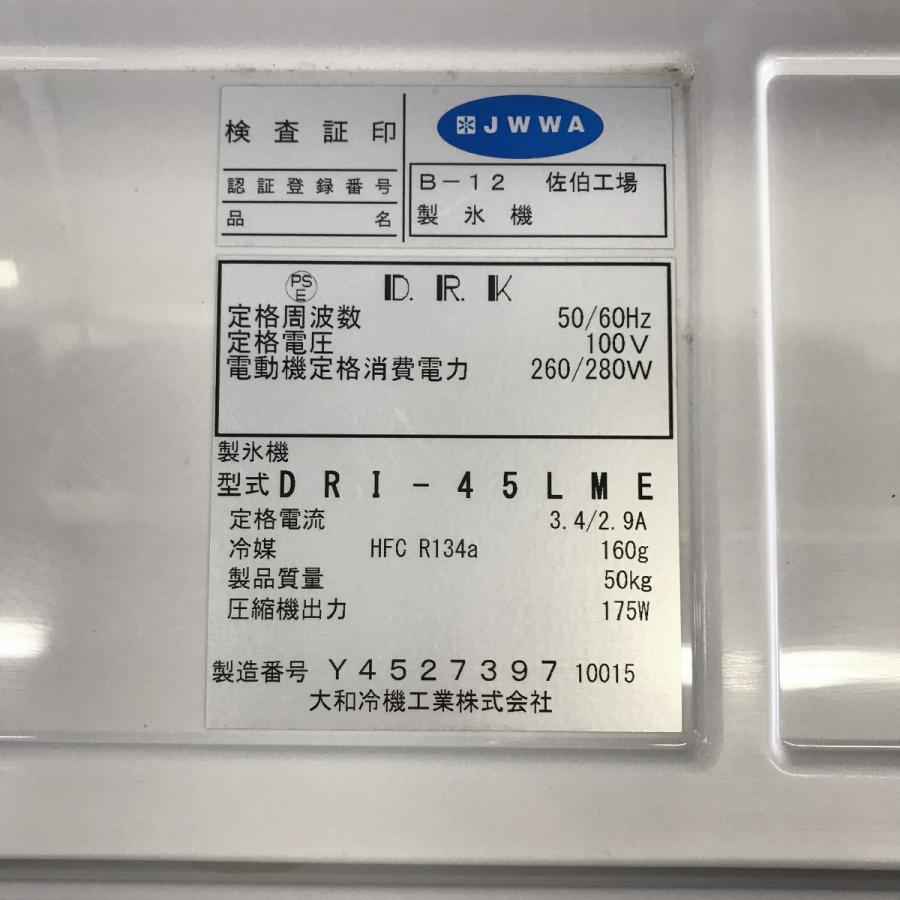 検査証印
JWWA
認証登録番号 B-12 佐伯工場
品名 製氷機
PSE D.R.K
定格周波数 50/60Hz
定格電圧 100V
電動機定格消費電力 260/280W
製氷機
型式 DRI-45LME
定格電流 3.4/2.9A
冷媒 HFC R134a 160g
製品質量 50kg
圧縮機出力 175W
製造番号 Y4527397 10015
大和冷機工業株式会社